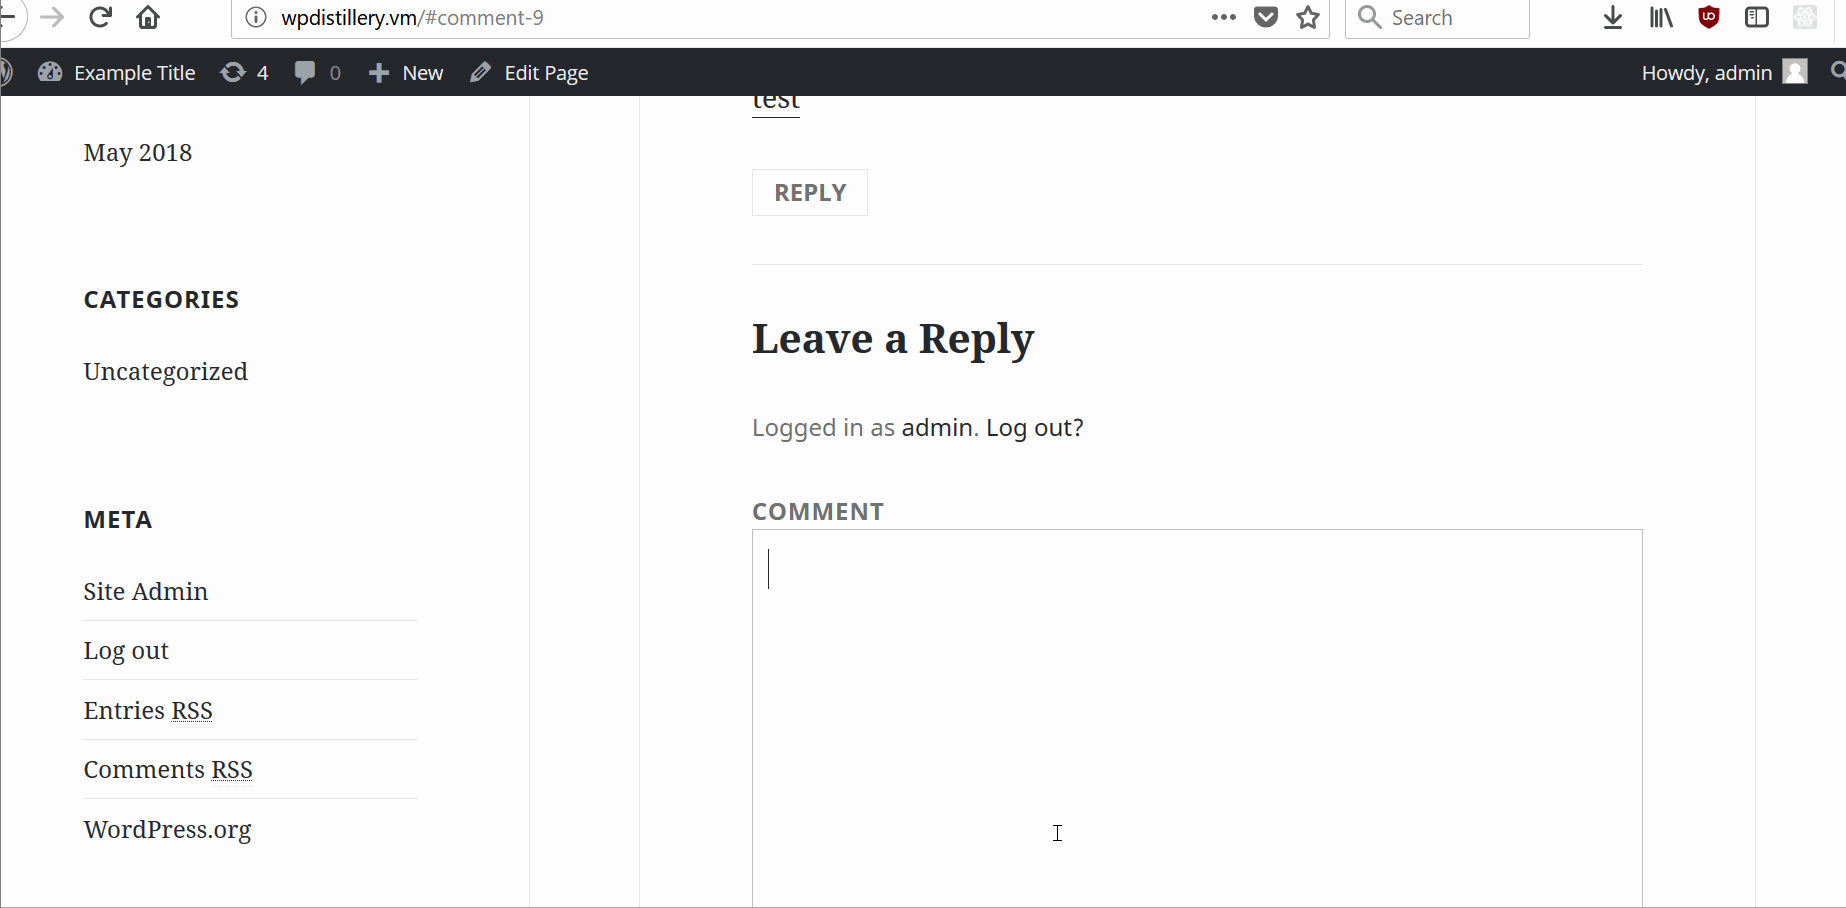 wpdistillery.vm/#comment-9
Search
Example Title 4 0 New Edit Page Howdy, admin
May 2018
CATEGORIES
Uncategorized
META
Site Admin
Log out
Entries RSS
Comments RSS
WordPress.org
test
REPLY
Leave a Reply
Logged in as admin. Log out?
COMMENT